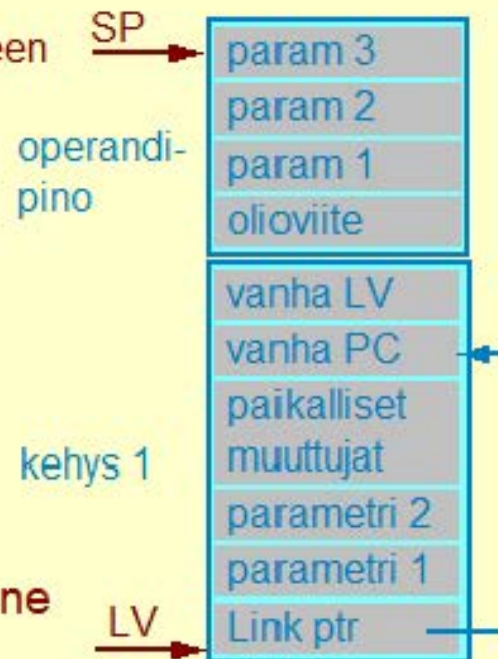 een
SP
param 3
param 2
operandi-
pino
param 1
olioviite
vanha LV
vanha PC
paikalliset
muuttujat
kehys 1
parametri 2
parametri 1
ne
LV
Link ptr